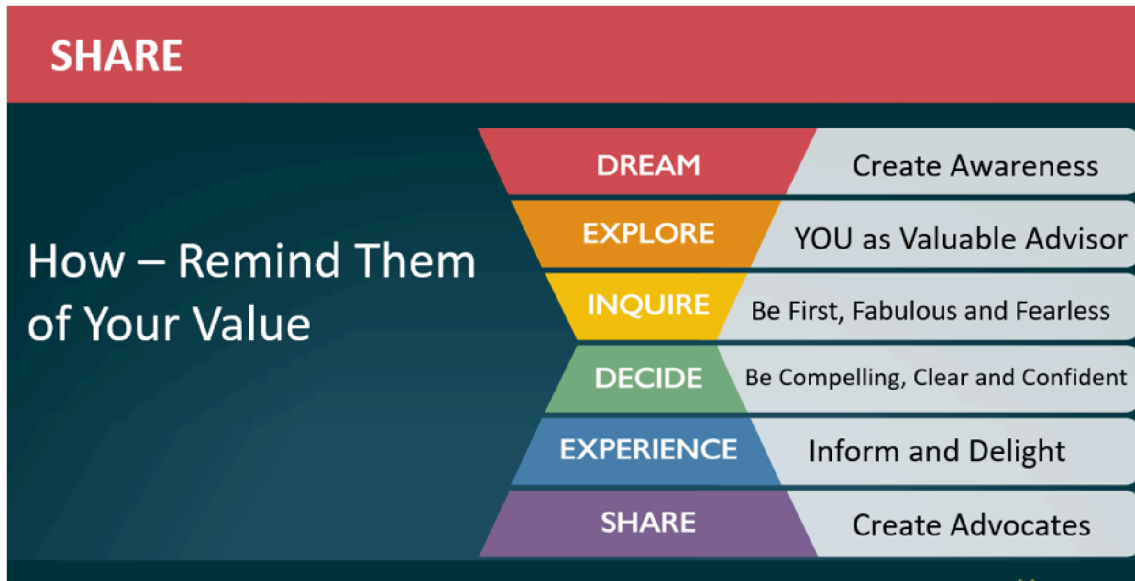 SHARE
How – Remind Them
of Your Value
DREAM
Create Awareness
EXPLORE
YOU as Valuable Advisor
INQUIRE
Be First, Fabulous and Fearless
DECIDE
Be Compelling, Clear and Confident
EXPERIENCE
Inform and Delight
SHARE
Create Advocates